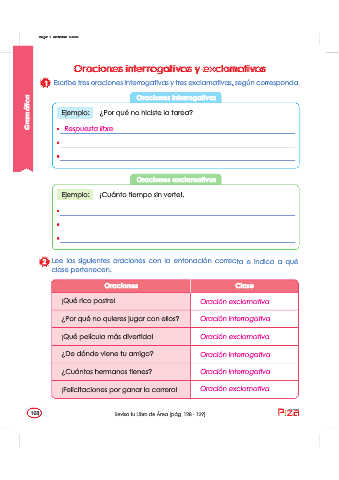 Oraciones interrogativas y exclamativas
1 Escribe tres oraciones interrogativas y tres exclamativas, según corresponda.
Oraciones interrogativas
Ejemplo: ¿Por qué no hiciste la tarea?
Respuesta libre
Oraciones exclamativas
Ejemplo: ¡Cuánto tiempo sin verte!.
2 Lee las siguientes oraciones con la entonación correcta e indica a qué
clase pertenecen.
Oraciones Clase
¡Qué rico postre! Oración exclamativa
¿Por qué no quieres jugar con ellos? Oración interrogativa
¡Qué película más divertida! Oración exclamativa
¿De dónde viene tu amigo? Oración interrogativa
¿Cuántos hermanos tienes? Oración interrogativa
¡Felicitaciones por ganar la carrera! Oración exclamativa
Gramática
Revisa tu Libro de Área (pág. 198 - 199)